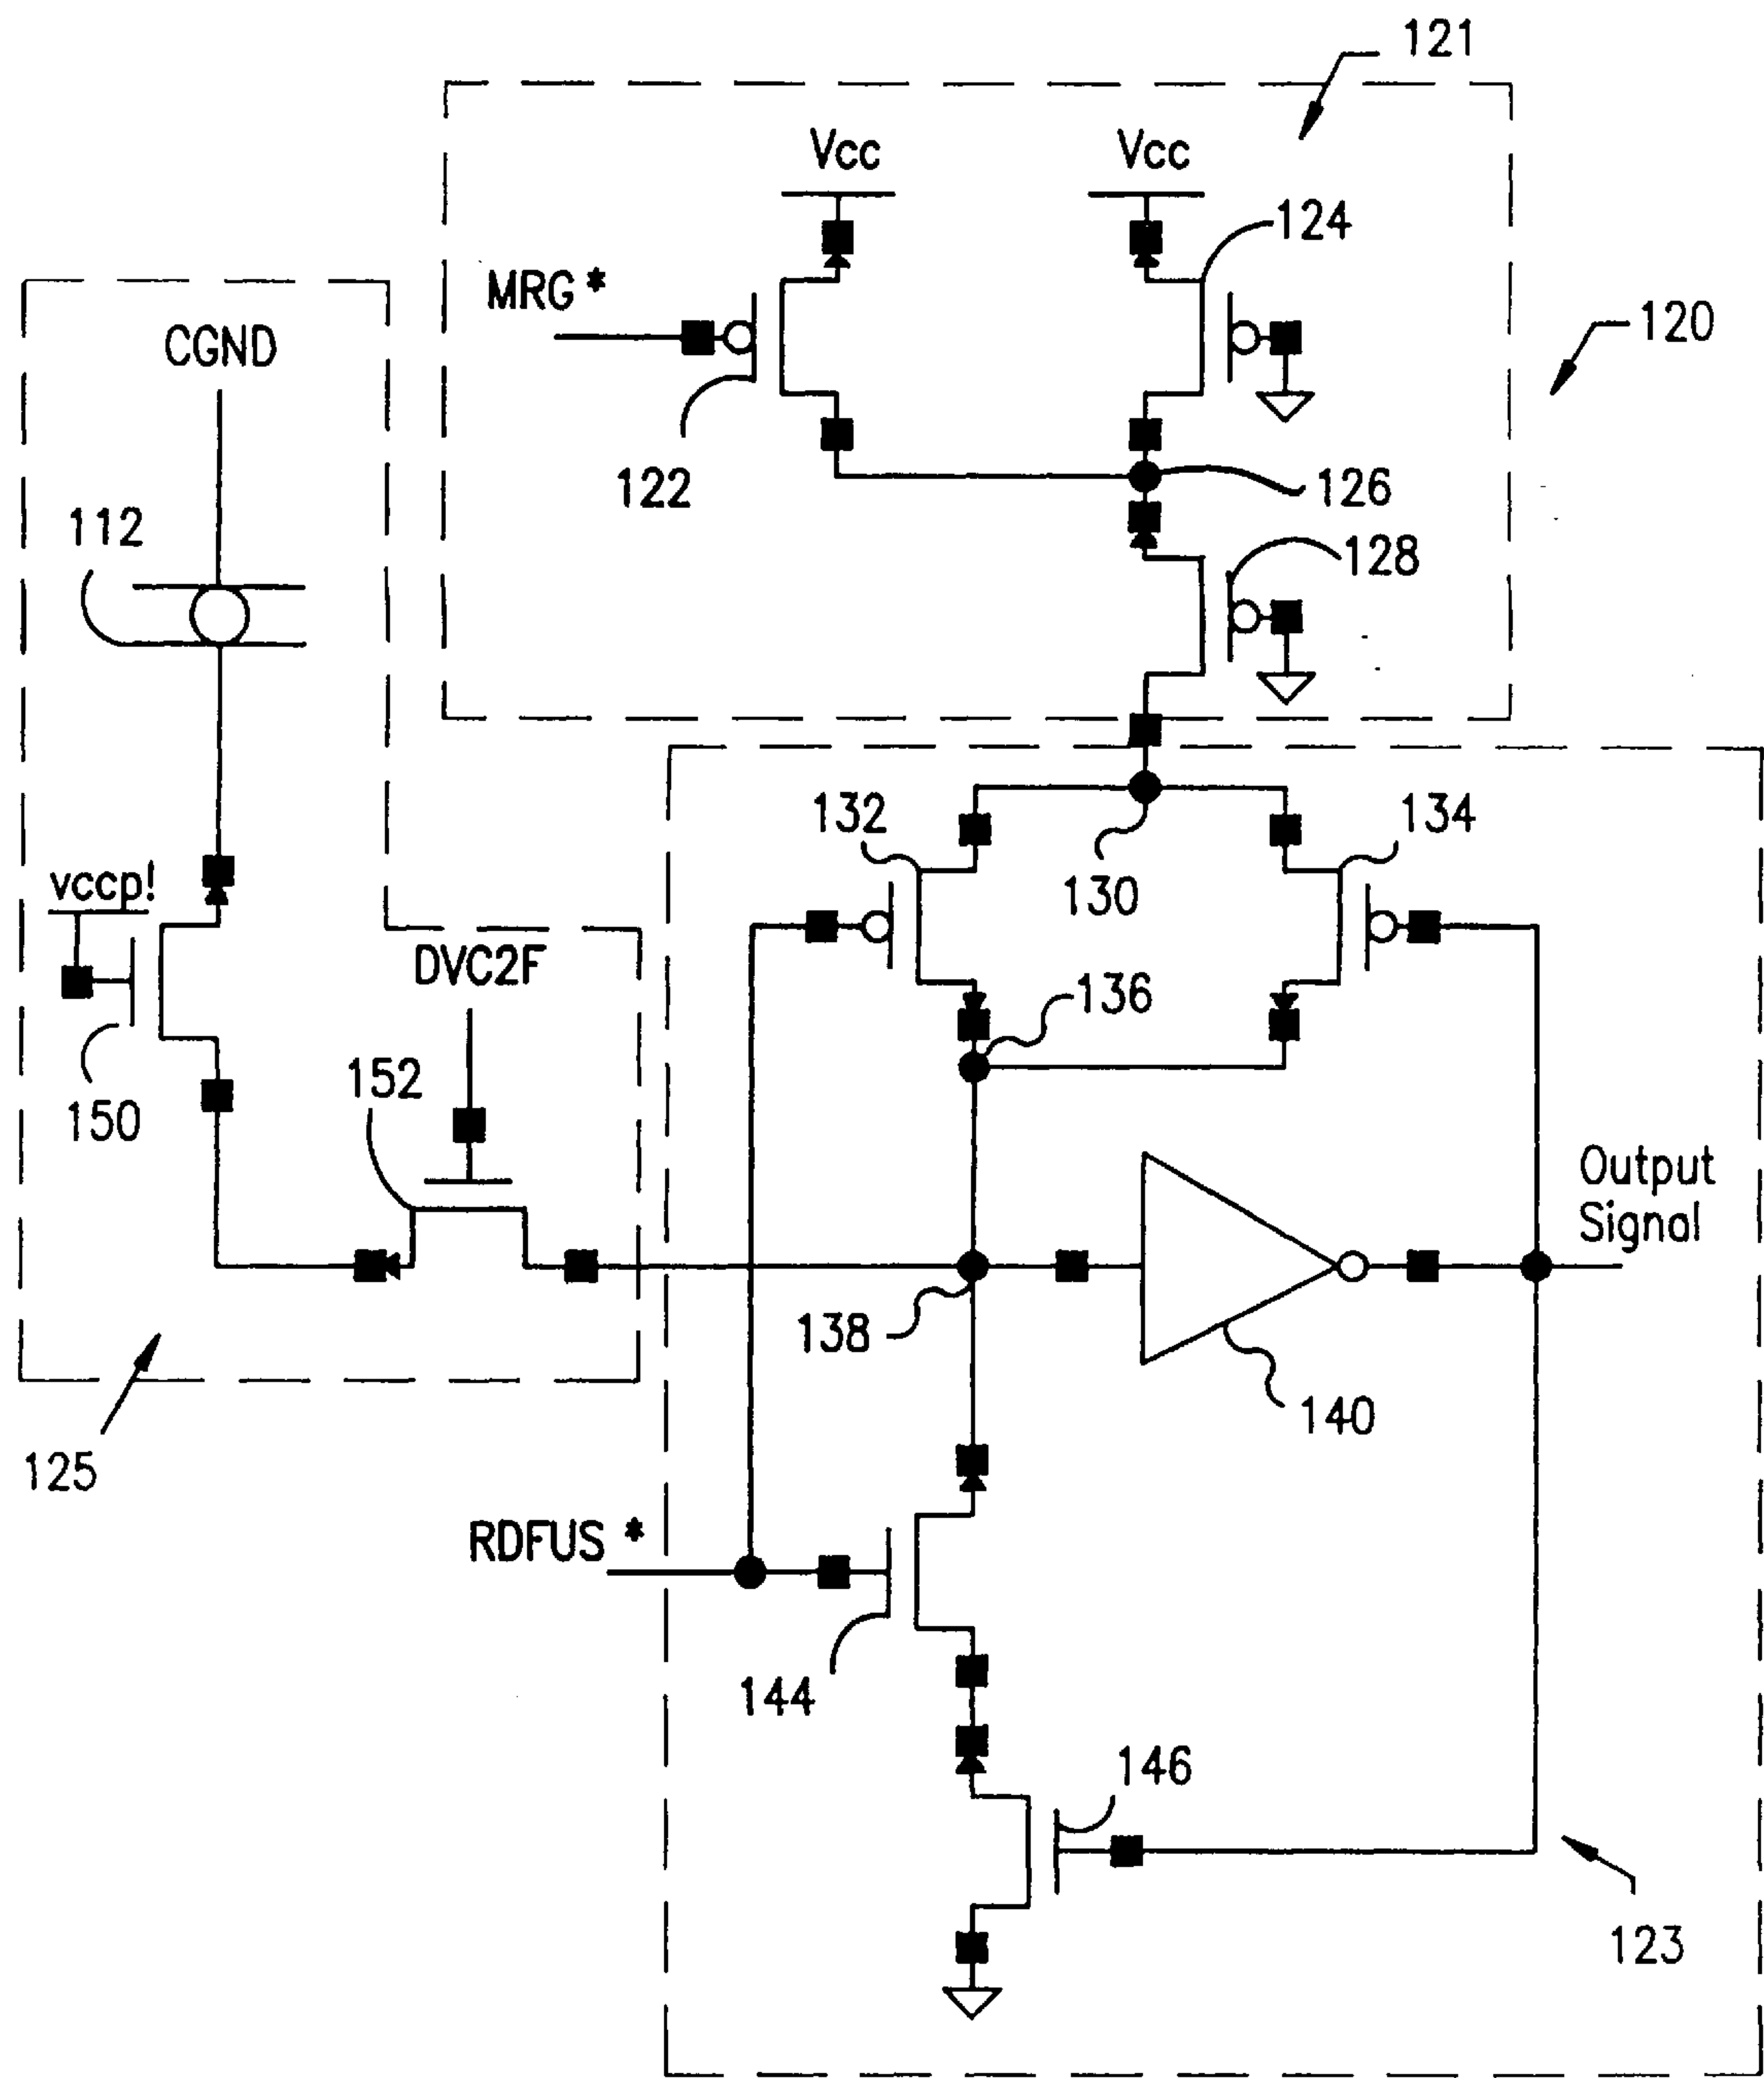 121
Vcc
Vcc
124
MRG *
120
CGND
122
126
112
128
132
134
vccp!
130
DVC2F
136
152
150
Output
Signal
138
140
125
RDFUS *
144
146
123